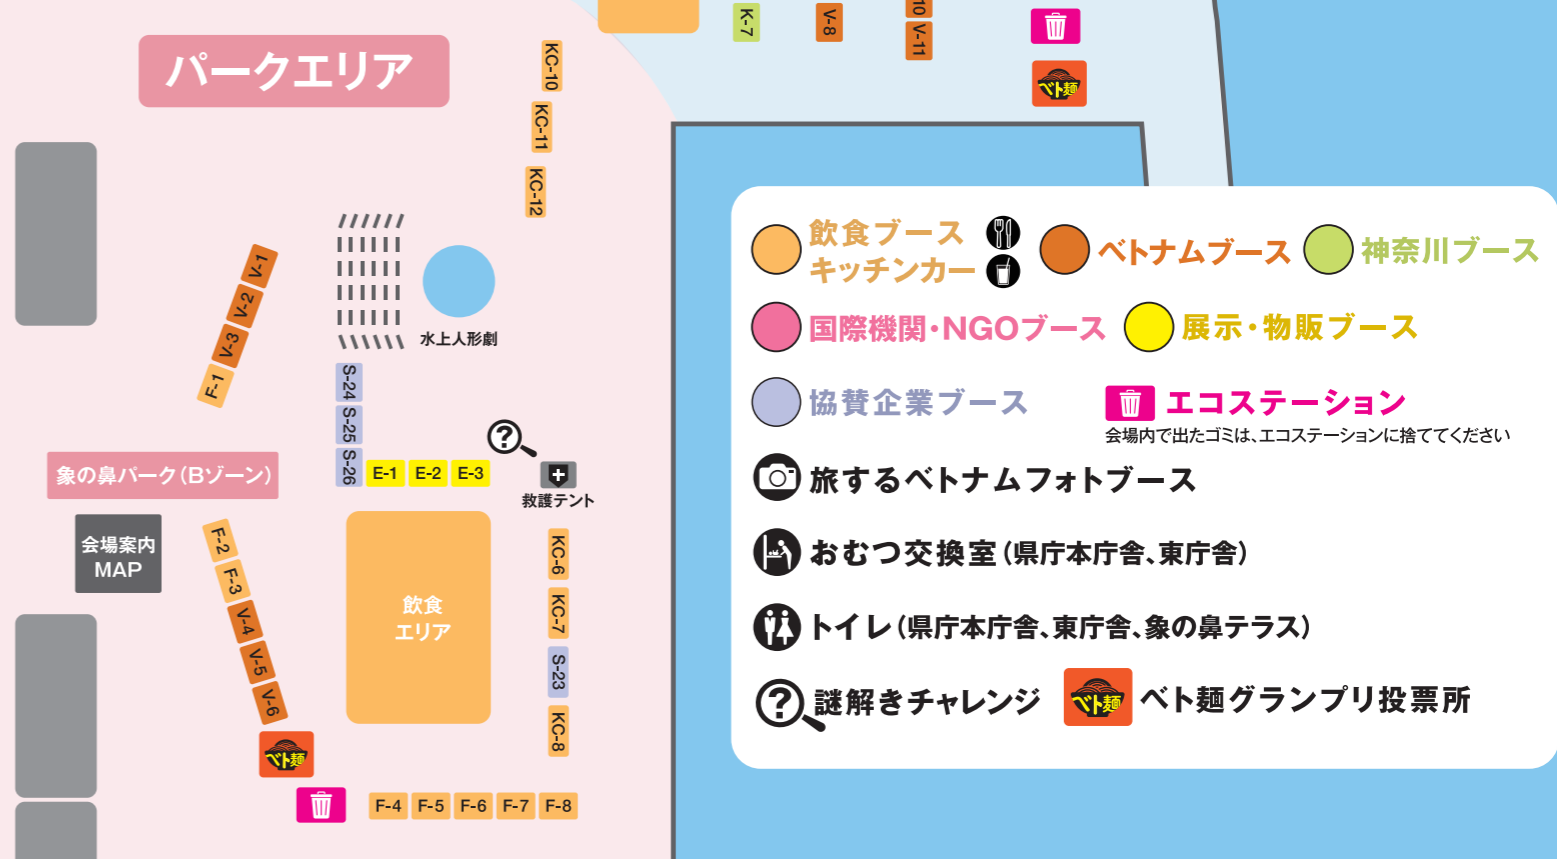 パークエリア
KC-10
KC-11
KC-12
K-7
V-8
10
V-11
ベト麺
V-1
V-2
V-3
F-1
水上人形劇
S-24
S-25
S-26
E-1
E-2
E-3
救護テント
象の鼻パーク(Bゾーン)
会場案内
MAP
F-2
F-3
V-4
V-5
V-6
飲食
エリア
KC-6
KC-7
S-23
KC-8
ベト麺
F-4
F-5
F-6
F-7
F-8
飲食ブース
キッチンカー
ベトナムブース
神奈川ブース
国際機関・NGOブース
展示・物販ブース
協賛企業ブース
エコステーション
会場内で出たゴミは、エコステーションに捨ててください
旅するベトナムフォトブース
おむつ交換室(県庁本庁舎、東庁舎)
トイレ(県庁本庁舎、東庁舎、象の鼻テラス)
謎解きチャレンジ
ベト麺
ベト麺グランプリ投票所